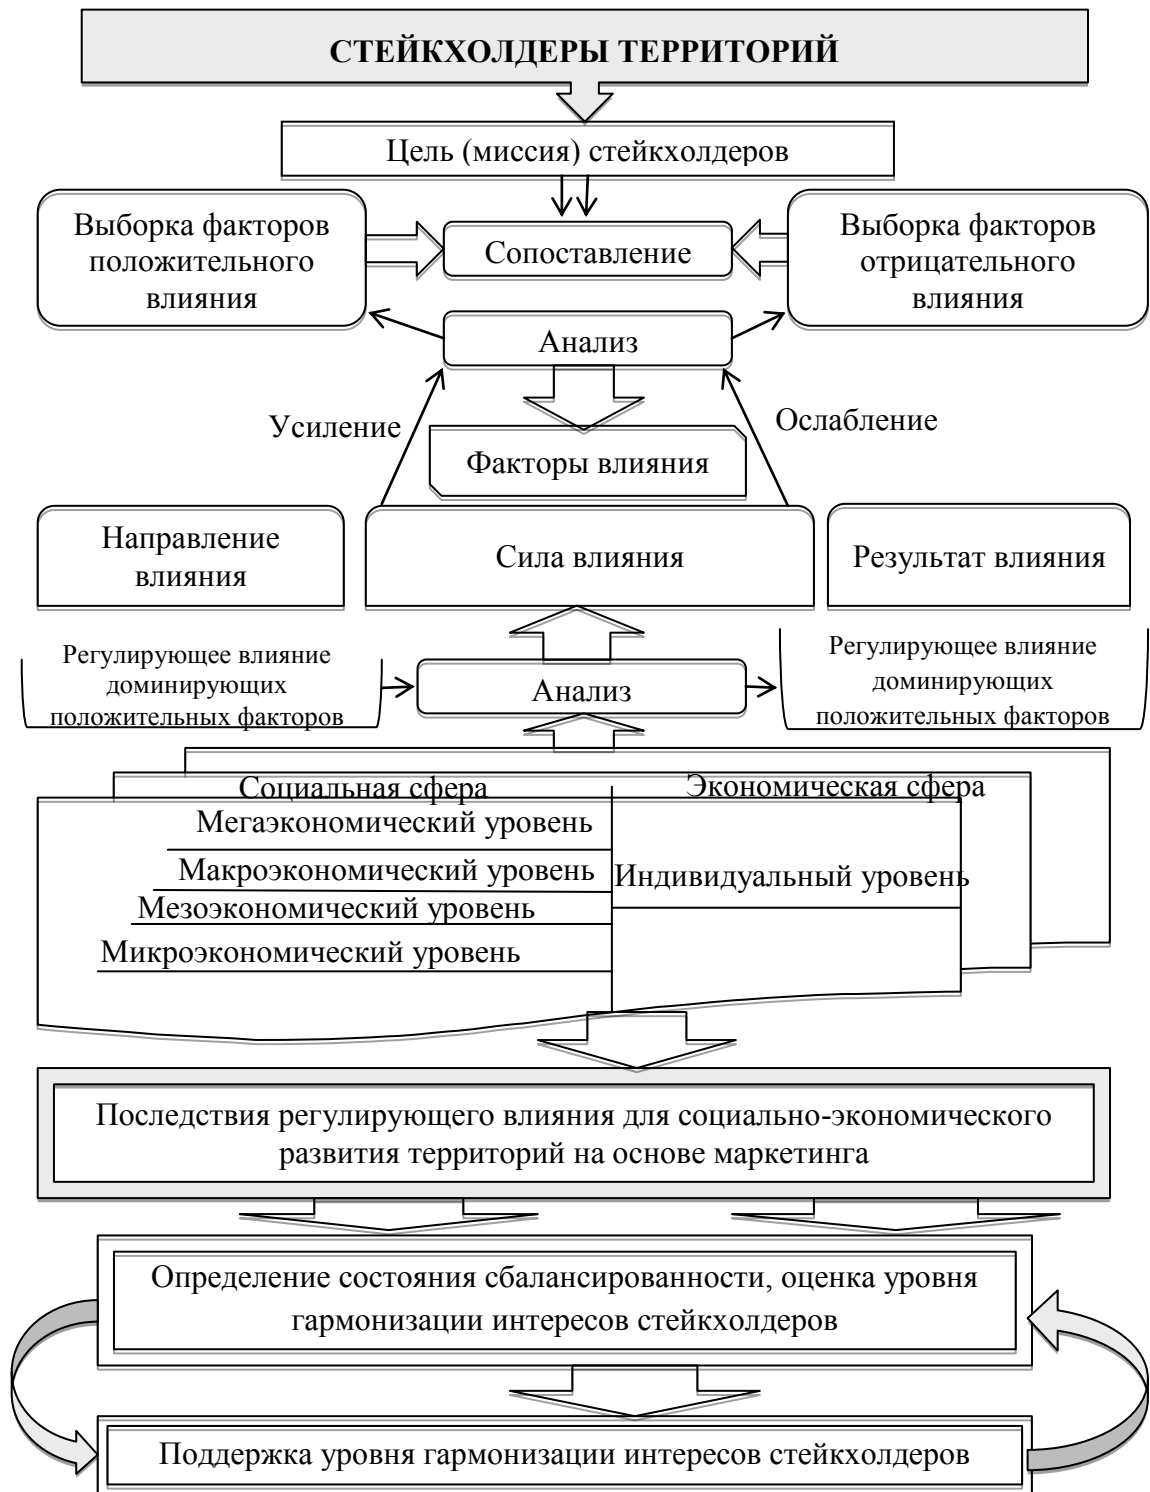 СТЕЙКХОЛДЕРЫ ТЕРРИТОРИЙ
Цель (миссия) стейкхолдеров
Выборка факторов
положительного
влияния
Сопоставление
Выборка факторов
отрицательного
влияния
Анализ
Усиление
Ослабление
Факторы влияния
Направление
влияния
Сила влияния
Результат влияния
Регулирующее влияние
доминирующих
положительных факторов
Анализ
Регулирующее влияние
доминирующих
положительных факторов
Социальная сфера
Экономическая сфера
Мегаэкономический уровень
Макроэкономический уровень
Индивидуальный уровень
Мезоэкономический уровень
Микроэкономический уровень
Последствия регулирующего влияния для социально-экономического
развития территорий на основе маркетинга
Определение состояния сбалансированности, оценка уровня
гармонизации интересов стейкхолдеров
Поддержка уровня гармонизации интересов стейкхолдеров